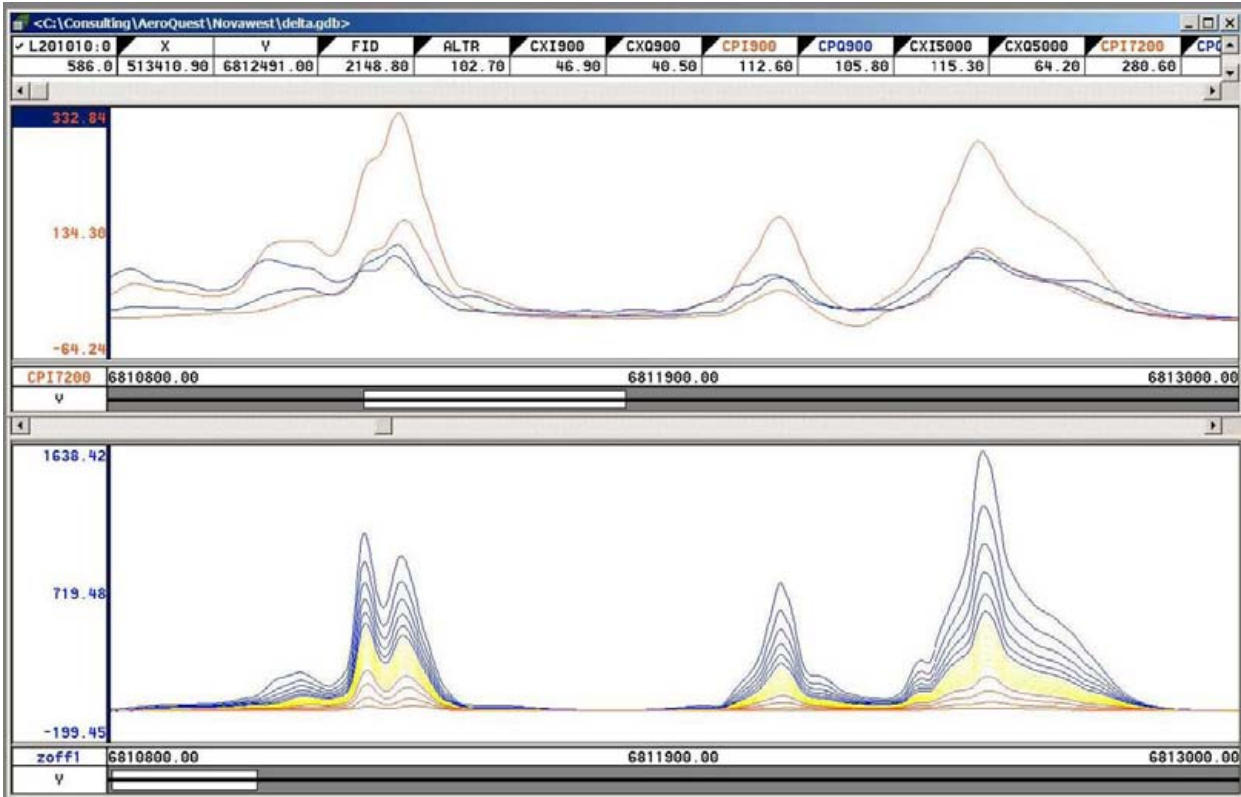 <C:\Consulting\AeroQuest\Novawest\delta.gdb>
✓ L201010:0 X Y FID ALTR CXI900 CXQ900 CPI900 CPQ900 CXI5000 CXQ5000 CPI7200 CPQ
586.0 513410.90 6812491.00 2148.80 102.70 46.90 40.50 112.60 105.80 115.30 64.20 280.60
332.84
134.30
-64.24
CPI7200 6810800.00 6811900.00 6813000.00
Y
1638.42
719.48
-199.45
zoff1 6810800.00 6811900.00 6813000.00
Y